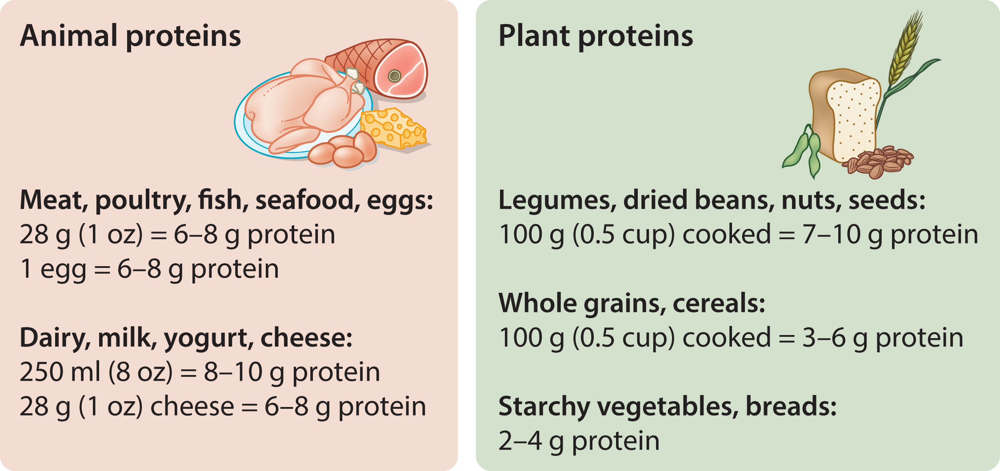 Animal proteins
Meat, poultry, fish, seafood, eggs:
28 g (1 oz) = 6–8 g protein
1 egg = 6–8 g protein
Dairy, milk, yogurt, cheese:
250 ml (8 oz) = 8–10 g protein
28 g (1 oz) cheese = 6–8 g protein
Plant proteins
Legumes, dried beans, nuts, seeds:
100 g (0.5 cup) cooked = 7–10 g protein
Whole grains, cereals:
100 g (0.5 cup) cooked = 3–6 g protein
Starchy vegetables, breads:
2–4 g protein